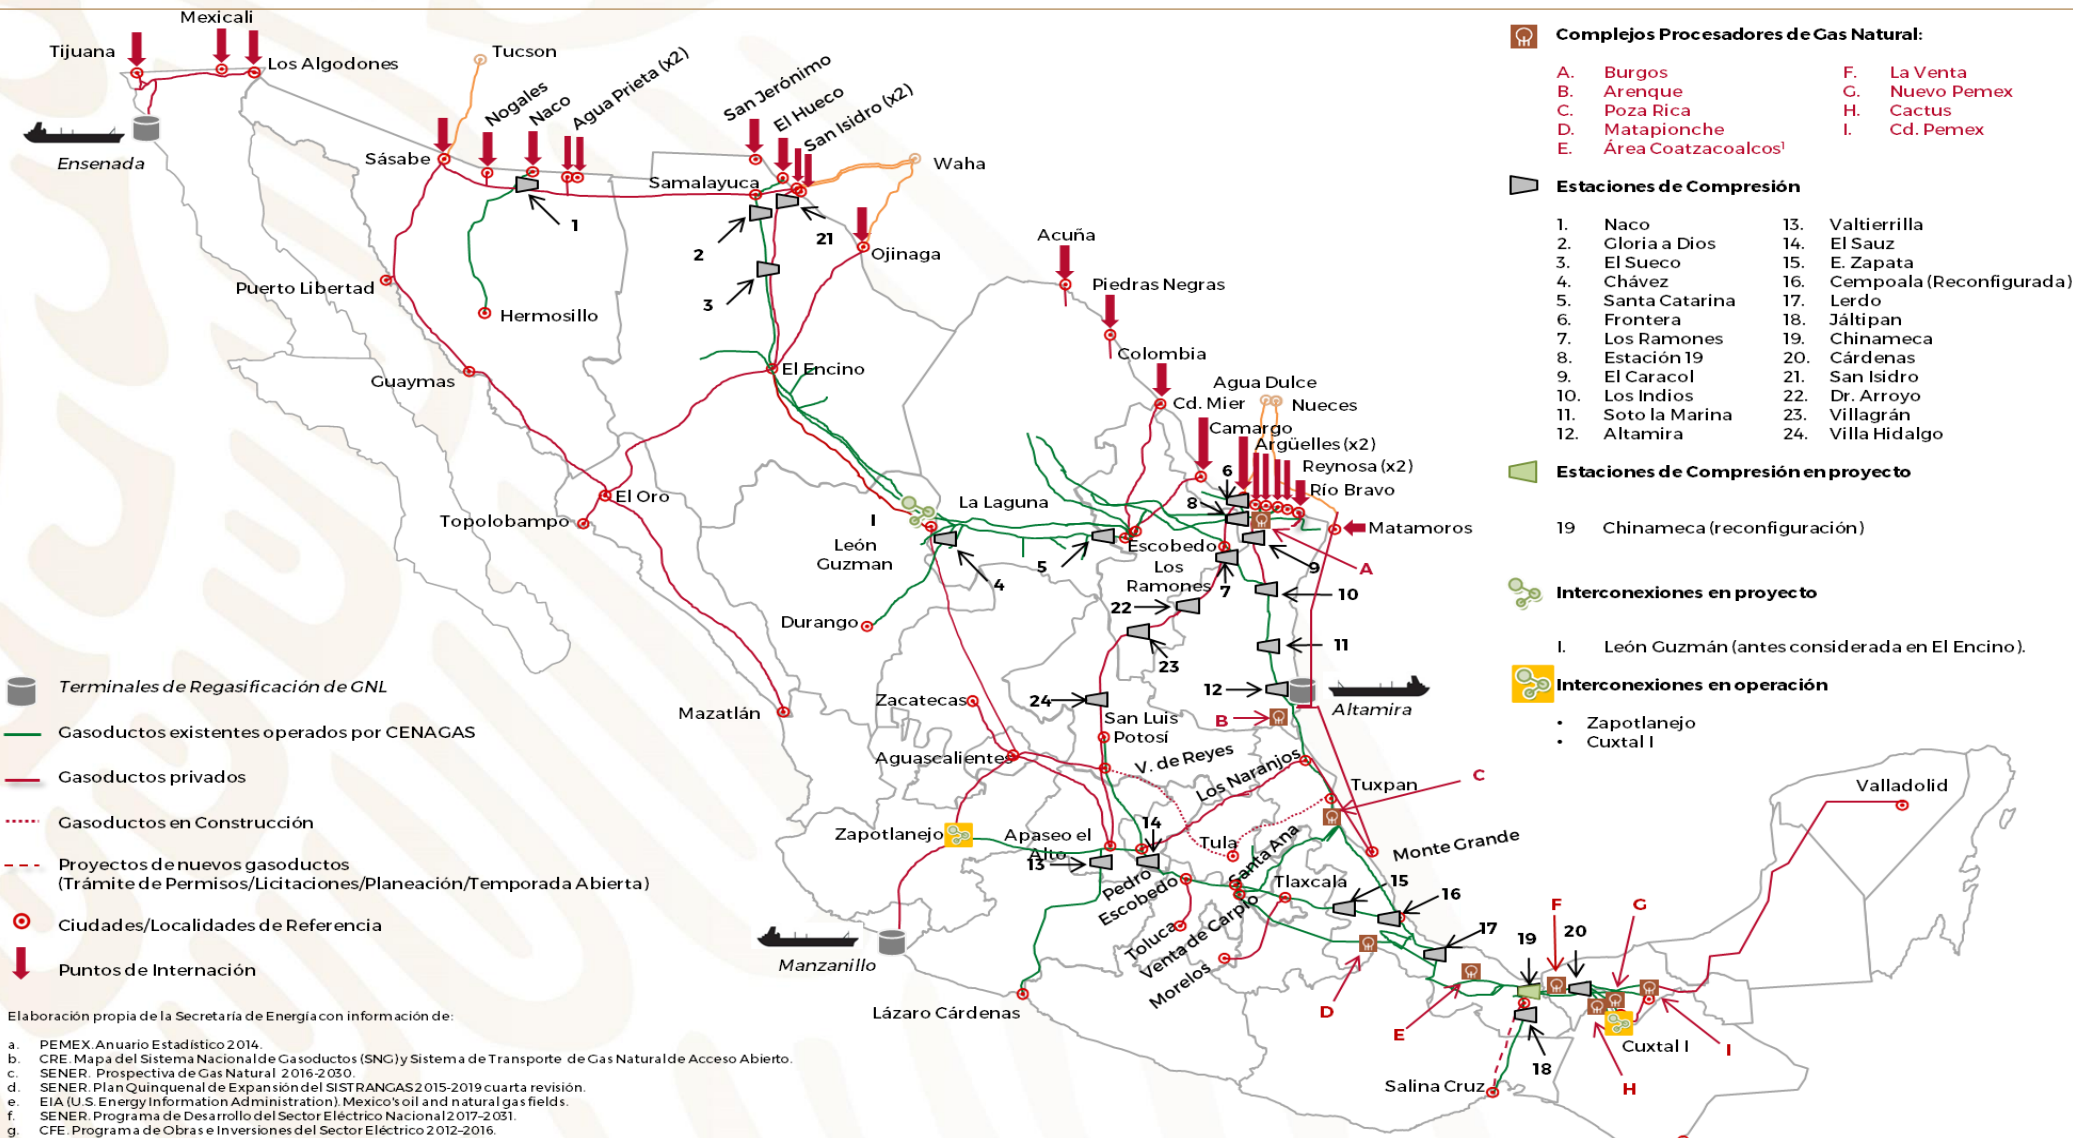 Mexicali
Tijuana
Los Algodones
Ensenada
Tucson
Nogales
Naco
Agua Prieta (x2)
Sásabe
San Jerónimo
El Hueco
San Isidro (x2)
Waha
Samalayuca
1
2
21
3
Ojinaga
Puerto Libertad
Hermosillo
Guaymas
El Encino
Acuña
Piedras Negras
Colombia
Agua Dulce
Nueces
Cd. Mier
Camargo
Argüelles (x2)
Reynosa (x2)
Río Bravo
6
8
Matamoros
El Oro
Topolobampo
La Laguna
I
León
Guzman
4
5
Escobedo
Los
Ramones
7
9
A
10
22
23
11
Durango
12
Altamira
B
24
Zacatecas
San Luis
Potosí
Mazatlán
Aguascalientes
V. de Reyes
Los Naranjos
Tuxpan
C
Zapotlanejo
Apaseo el
Alto
13
14
Tula
Santa Ana
Monte Grande
Pedro
Escobedo
Tlaxcala
15
16
Toluca
Venta de Carpio
Morelos
17
D
E
19
F
20
G
18
H
I
Cuxtal I
Salina Cruz
Valladolid
Manzanillo
Lázaro Cárdenas
Complejos Procesadores de Gas Natural:
A. Burgos F. La Venta
B. Arenque G. Nuevo Pemex
C. Poza Rica H. Cactus
D. Matapionche I. Cd. Pemex
E. Área Coatzacoalcos¹
Estaciones de Compresión
1. Naco 13. Valtierrilla
2. Gloria a Dios 14. El Sauz
3. El Sueco 15. E. Zapata
4. Chávez 16. Cempoala (Reconfigurada)
5. Santa Catarina 17. Lerdo
6. Frontera 18. Jáltipan
7. Los Ramones 19. Chinameca
8. Estación 19 20. Cárdenas
9. El Caracol 21. San Isidro
10. Los Indios 22. Dr. Arroyo
11. Soto la Marina 23. Villagrán
12. Altamira 24. Villa Hidalgo
Estaciones de Compresión en proyecto
19 Chinameca (reconfiguración)
Interconexiones en proyecto
I. León Guzmán (antes considerada en El Encino).
Interconexiones en operación
• Zapotlanejo
• Cuxtal I
Terminales de Regasificación de GNL
Gasoductos existentes operados por CENAGAS
Gasoductos privados
Gasoductos en Construcción
Proyectos de nuevos gasoductos
(Trámite de Permisos/Licitaciones/Planeación/Temporada Abierta)
Ciudades/Localidades de Referencia
Puntos de Internación
Elaboración propia de la Secretaría de Energía con información de:
a. PEMEX. Anuario Estadístico 2014.
b. CRE. Mapa del Sistema Nacional de Gasoductos (SNG) y Sistema de Transporte de Gas Natural de Acceso Abierto.
c. SENER. Prospectiva de Gas Natural 2016-2030.
d. SENER. Plan Quinquenal de Expansión del SISTRANGAS 2015-2019 cuarta revisión.
e. EIA (U.S. Energy Information Administration). Mexico's oil and natural gas fields.
f. SENER. Programa de Desarrollo del Sector Eléctrico Nacional 2017-2031.
g. CFE. Programa de Obras e Inversiones del Sector Eléctrico 2012-2016.